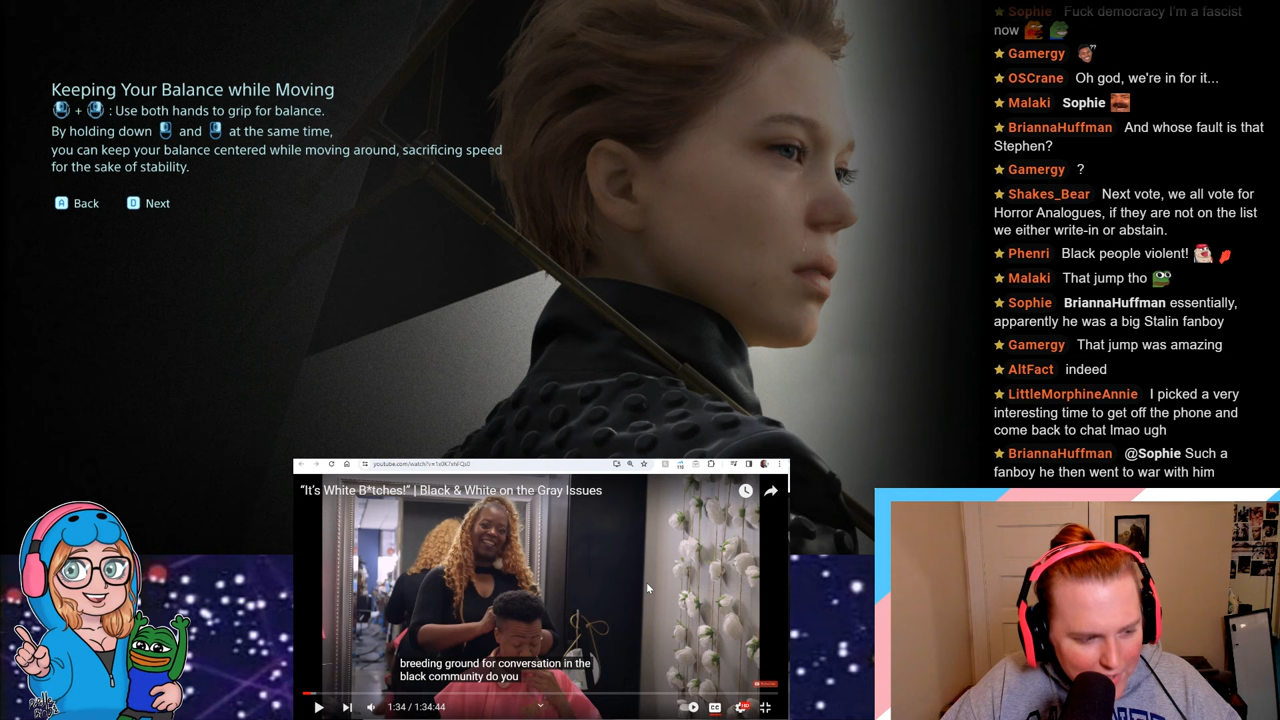 Keeping Your Balance while Moving
+ : Use both hands to grip for balance.
By holding down and at the same time,
you can keep your balance centered while moving around, sacrificing speed
for the sake of stability.
A Back D Next
Sophie Fuck democracy I'm a fascist
now
Gamergy
OSCrane Oh god, we're in for it...
Malaki Sophie
BriannaHuffman And whose fault is that
Stephen?
Gamergy ?
Shakes_Bear Next vote, we all vote for
Horror Analogues, if they are not on the list
we either write-in or abstain.
Phenri Black people violent!
Malaki That jump tho
Sophie BriannaHuffman essentially,
apparently he was a big Stalin fanboy
Gamergy That jump was amazing
AltFact indeed
LittleMorphineAnnie I picked a very
interesting time to get off the phone and
come back to chat lmao ugh
BriannaHuffman @Sophie Such a
fanboy he then went to war with him
“It's White B*tches!” | Black & White on the Gray Issues
breeding ground for conversation in the
black community do you
1:34 / 1:34:44
CC
HD